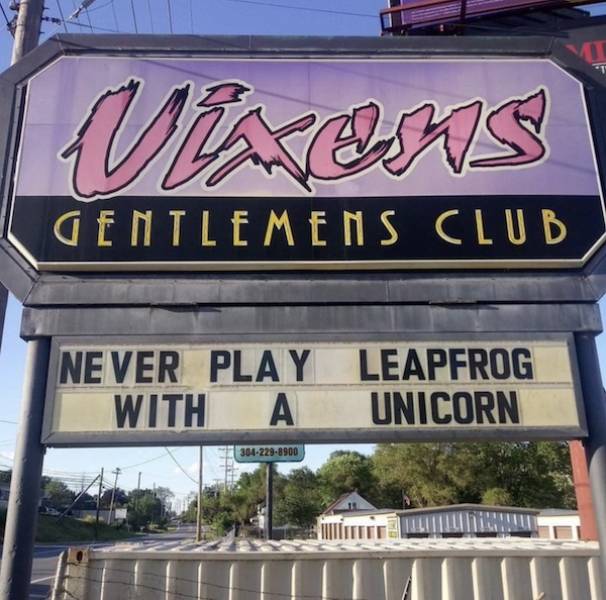 Vixens
GENTLEMENS CLUB
NEVER PLAY LEAPFROG
WITH A UNICORN
304-229-8900